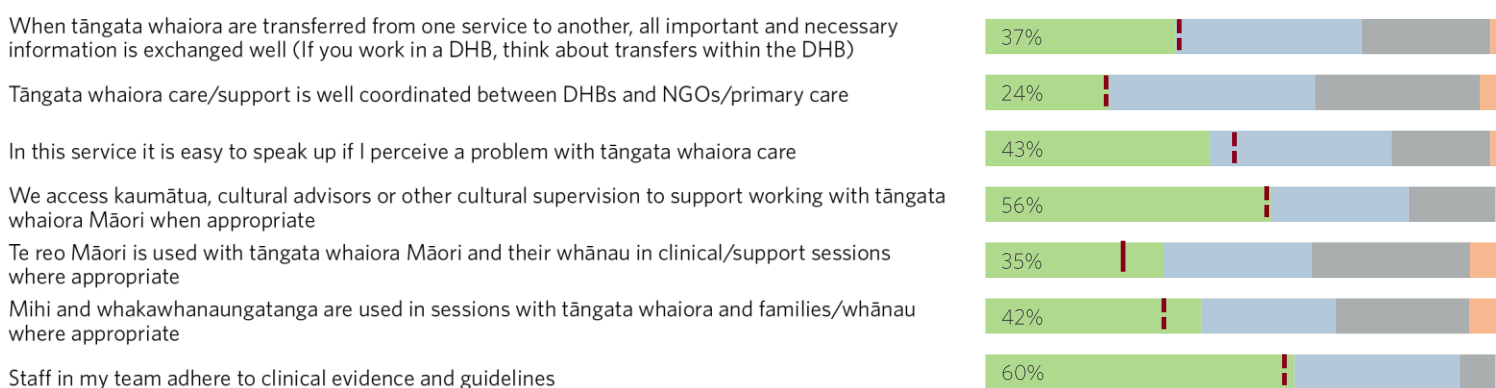 When tāngata whaiora are transferred from one service to another, all important and necessary
information is exchanged well (If you work in a DHB, think about transfers within the DHB)
37%
Tāngata whaiora care/support is well coordinated between DHBs and NGOs/primary care
24%
In this service it is easy to speak up if I perceive a problem with tāngata whaiora care
43%
We access kaumātua, cultural advisors or other cultural supervision to support working with tāngata
whaiora Māori when appropriate
56%
Te reo Māori is used with tāngata whaiora Māori and their whānau in clinical/support sessions
where appropriate
35%
Mihi and whakawhanaungatanga are used in sessions with tāngata whaiora and families/whānau
where appropriate
42%
Staff in my team adhere to clinical evidence and guidelines
60%